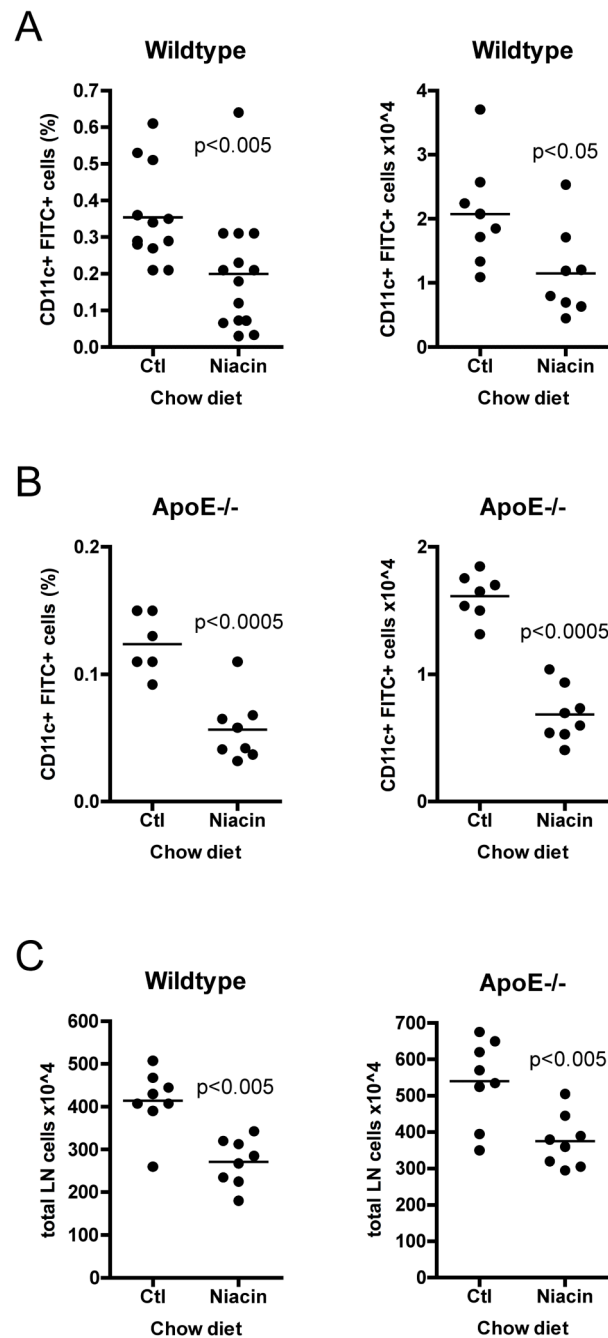 A
Wildtype
CD11c+ FITC+ cells (%)
0.7
0.6
0.5
0.4
0.3
0.2
0.1
0.0
p<0.005
Ctl Niacin
Chow diet
Wildtype
CD11c+ FITC+ cells x10^4
4
3
2
1
0
p<0.05
Ctl Niacin
Chow diet
B
ApoE-/-
CD11c+ FITC+ cells (%)
0.2
0.1
0.0
p<0.0005
Ctl Niacin
Chow diet
ApoE-/-
CD11c+ FITC+ cells x10^4
2
1
0
p<0.0005
Ctl Niacin
Chow diet
C
Wildtype
total LN cells x10^4
600
500
400
300
200
100
0
p<0.005
Ctl Niacin
Chow diet
ApoE-/-
total LN cells x10^4
700
600
500
400
300
200
100
0
p<0.005
Ctl Niacin
Chow diet